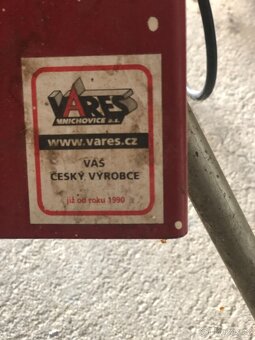 VARES
MNICHOVICE a.s.
www.vares.cz
VÁŠ
ČESKÝ VÝROBCE
již od roku 1990